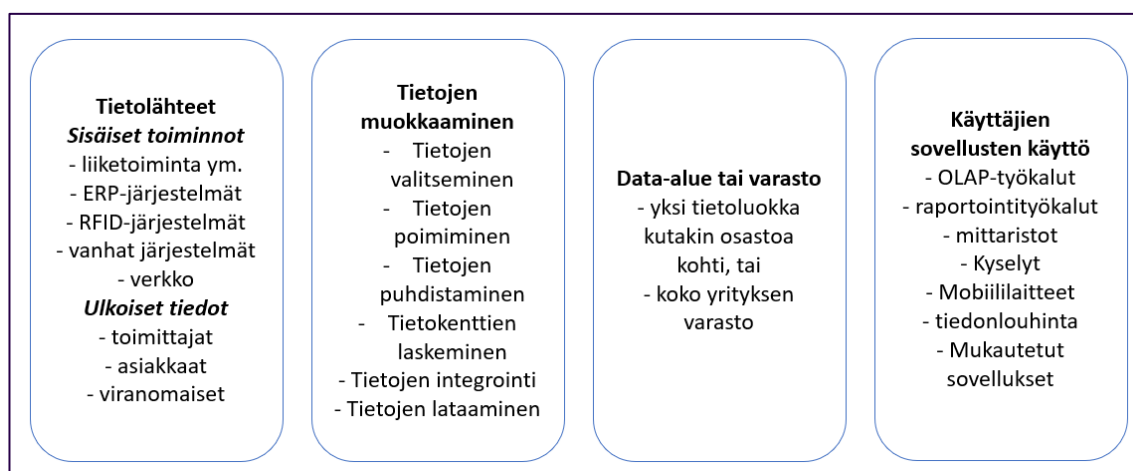 Tietolähteet
Sisäiset toiminnot
- liiketoiminta ym.
- ERP-järjestelmät
- RFID-järjestelmät
- vanhat järjestelmät
- verkko
Ulkoiset tiedot
- toimittajat
- asiakkaat
- viranomaiset
Tietojen
muokkaaminen
- Tietojen
valitseminen
- Tietojen
poimiminen
- Tietojen
puhdistaminen
- Tietokenttien
laskeminen
- Tietojen integrointi
- Tietojen lataaminen
Data-alue tai varasto
- yksi tietoluokka
kutakin osastoa
kohti, tai
- koko yrityksen
varasto
Käyttäjien
sovellusten käyttö
- OLAP-työkalut
- raportointityökalut
- mittaristot
- Kyselyt
- Mobiililaitteet
- tiedonlouhinta
- Mukautetut
sovellukset